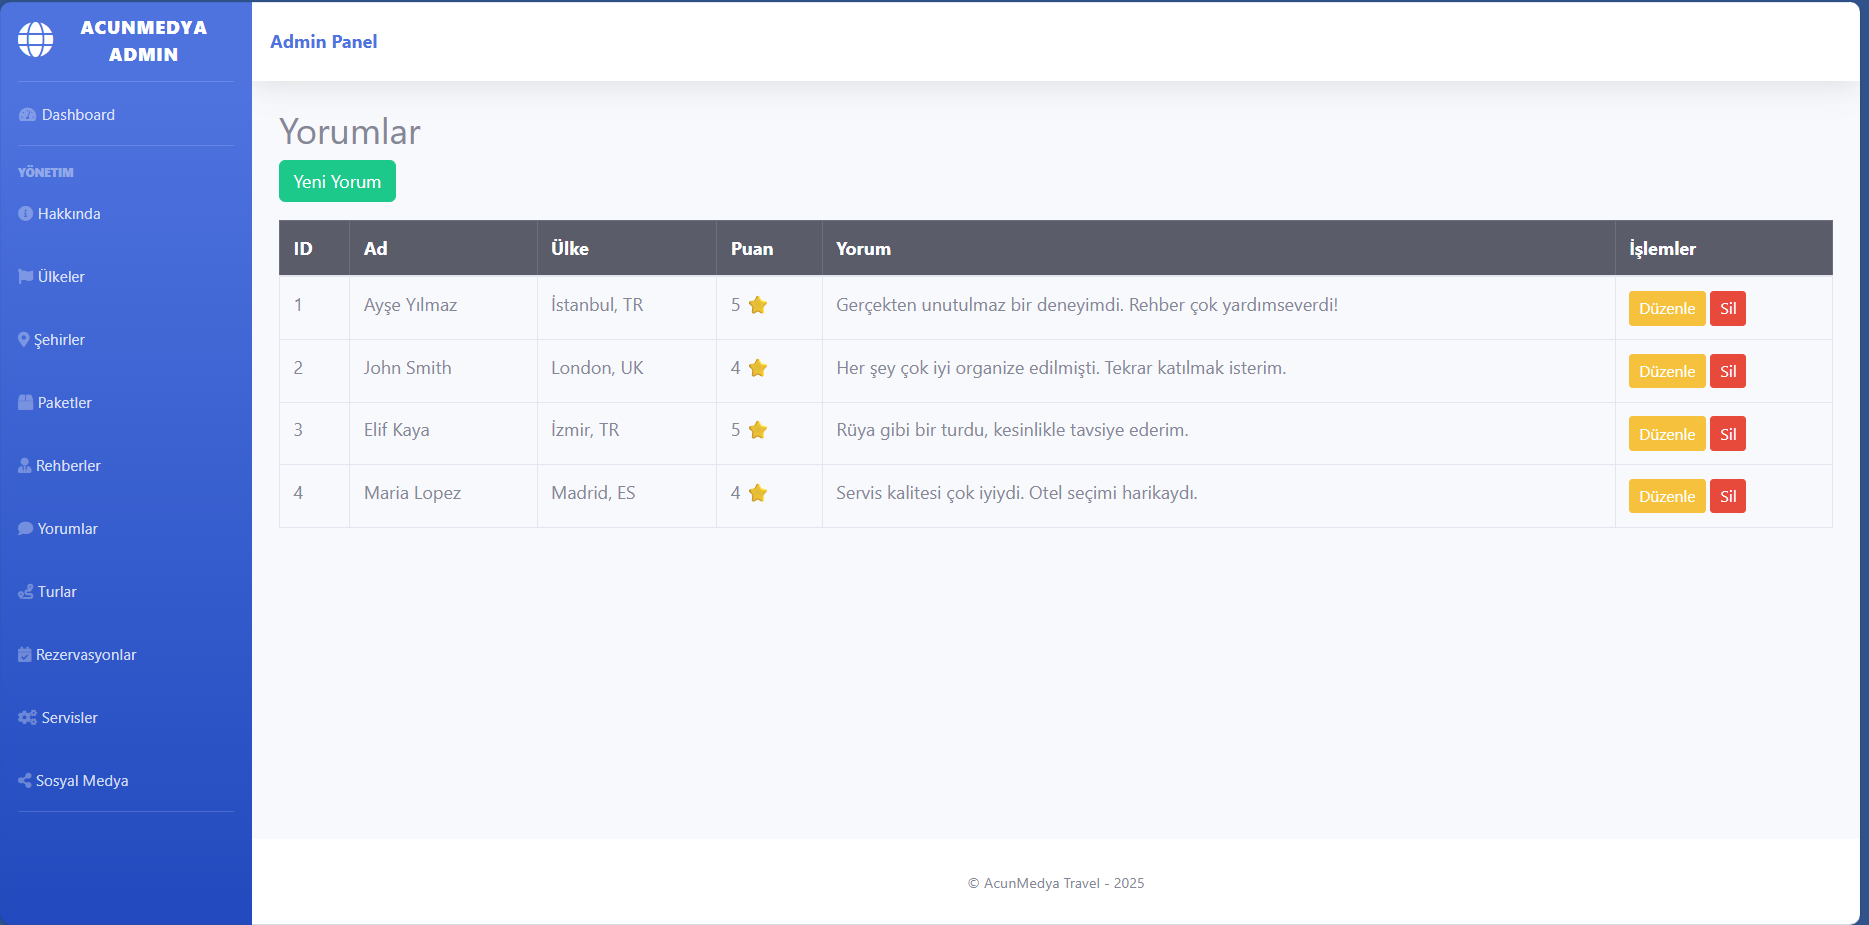 ACUNMEDYA
ADMIN
Admin Panel
Dashboard
YÖNETIM
Hakkında
Ülkeler
Şehirler
Paketler
Rehberler
Yorumlar
Turlar
Rezervasyonlar
Servisler
Sosyal Medya
Yorumlar
Yeni Yorum
ID Ad Ülke Puan Yorum İşlemler
1 Ayşe Yılmaz İstanbul, TR 5 Gerçekten unutulmaz bir deneyimdi. Rehber çok yardımseverdi! Düzenle Sil
2 John Smith London, UK 4 Her şey çok iyi organize edilmişti. Tekrar katılmak isterim. Düzenle Sil
3 Elif Kaya İzmir, TR 5 Rüya gibi bir turdu, kesinlikle tavsiye ederim. Düzenle Sil
4 Maria Lopez Madrid, ES 4 Servis kalitesi çok iyiydi. Otel seçimi harikaydı. Düzenle Sil
© AcunMedya Travel - 2025